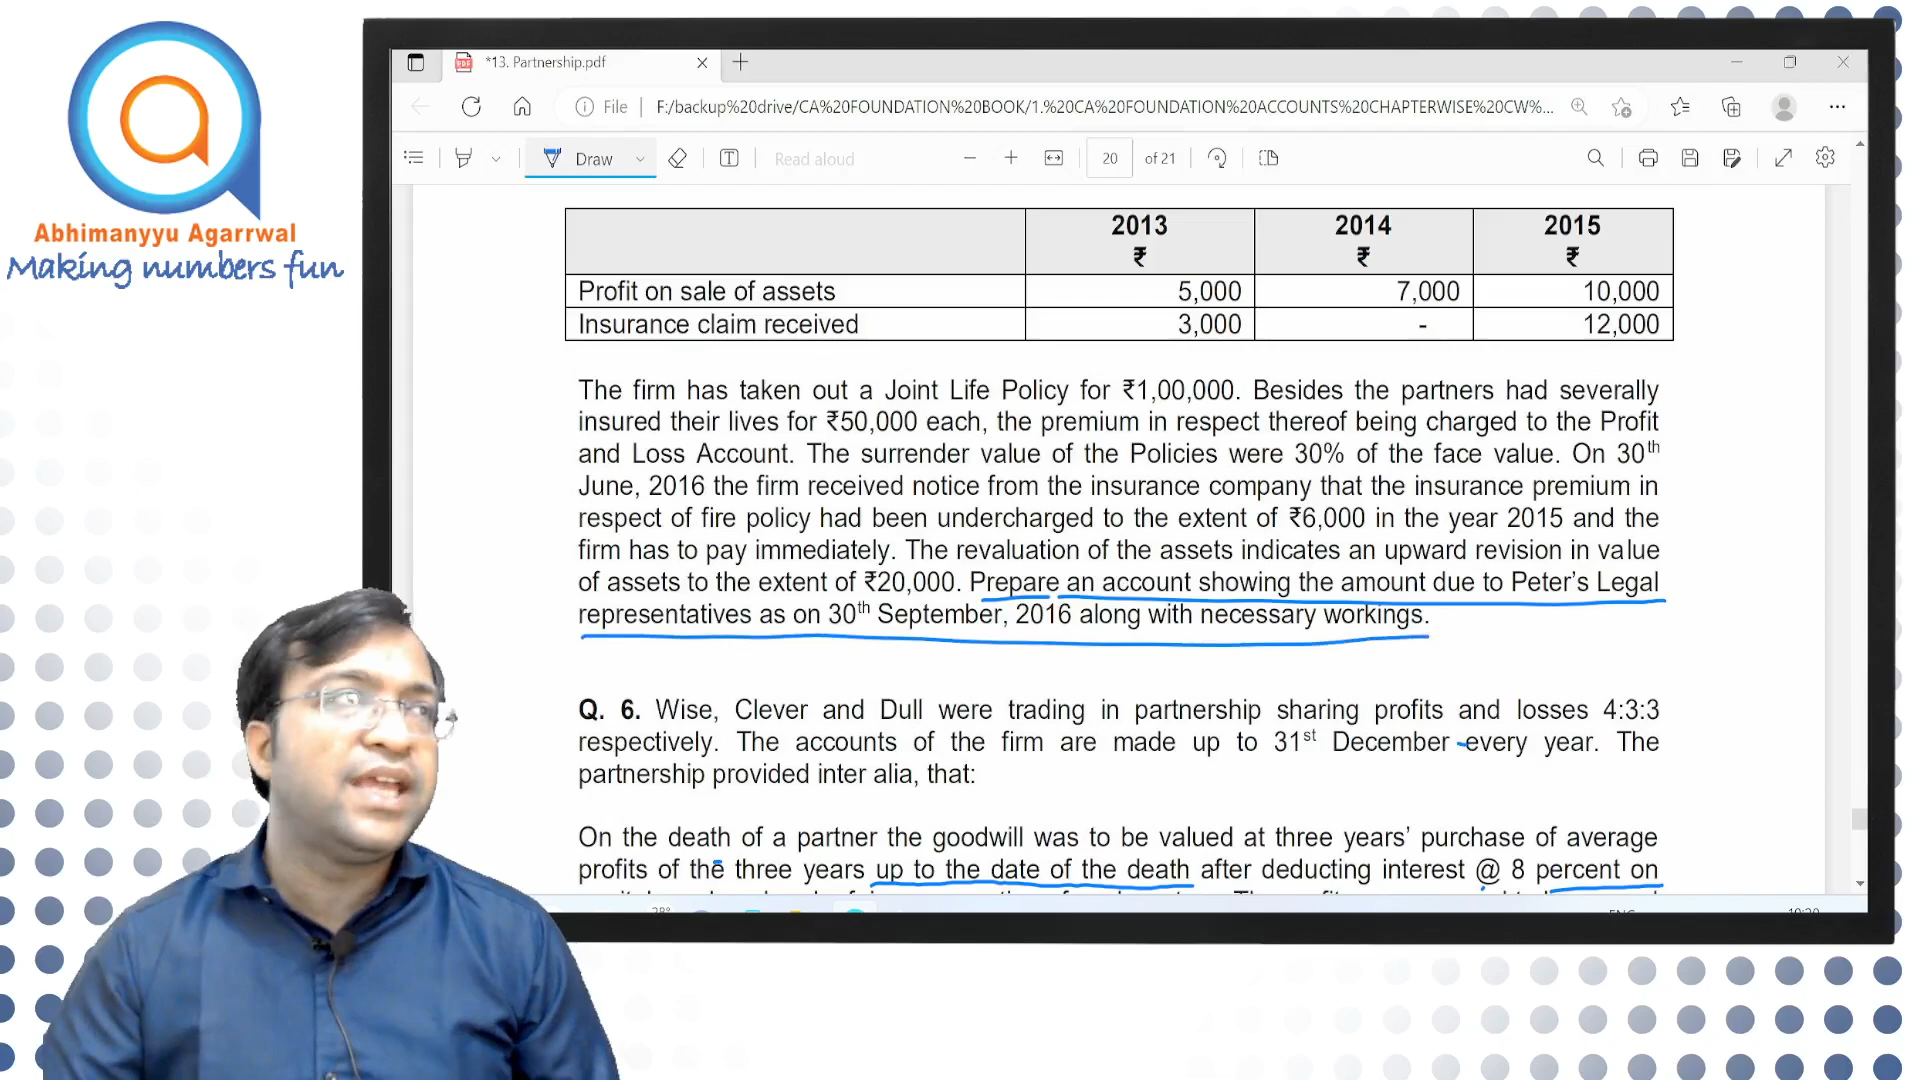 Abhimanyyu Agarrwal
Making numbers fun
*13. Partnership.pdf
File
F:/backup%20drive/CA%20FOUNDATION%20BOOK/1.%20CA%20FOUNDATION%20ACCOUNTS%20CHAPTERWISE%20CW%...
Draw
Read aloud
20
of 21
2013 2014 2015
₹ ₹ ₹
Profit on sale of assets 5,000 7,000 10,000
Insurance claim received 3,000 - 12,000
The firm has taken out a Joint Life Policy for ₹1,00,000. Besides the partners had severally
insured their lives for ₹50,000 each, the premium in respect thereof being charged to the Profit
and Loss Account. The surrender value of the Policies were 30% of the face value. On 30th
June, 2016 the firm received notice from the insurance company that the insurance premium in
respect of fire policy had been undercharged to the extent of ₹6,000 in the year 2015 and the
firm has to pay immediately. The revaluation of the assets indicates an upward revision in value
of assets to the extent of ₹20,000. Prepare an account showing the amount due to Peter's Legal
representatives as on 30th September, 2016 along with necessary workings.
Q. 6. Wise, Clever and Dull were trading in partnership sharing profits and losses 4:3:3
respectively. The accounts of the firm are made up to 31st December every year. The
partnership provided inter alia, that:
On the death of a partner the goodwill was to be valued at three years' purchase of average
profits of the three years up to the date of the death after deducting interest @ 8 percent on